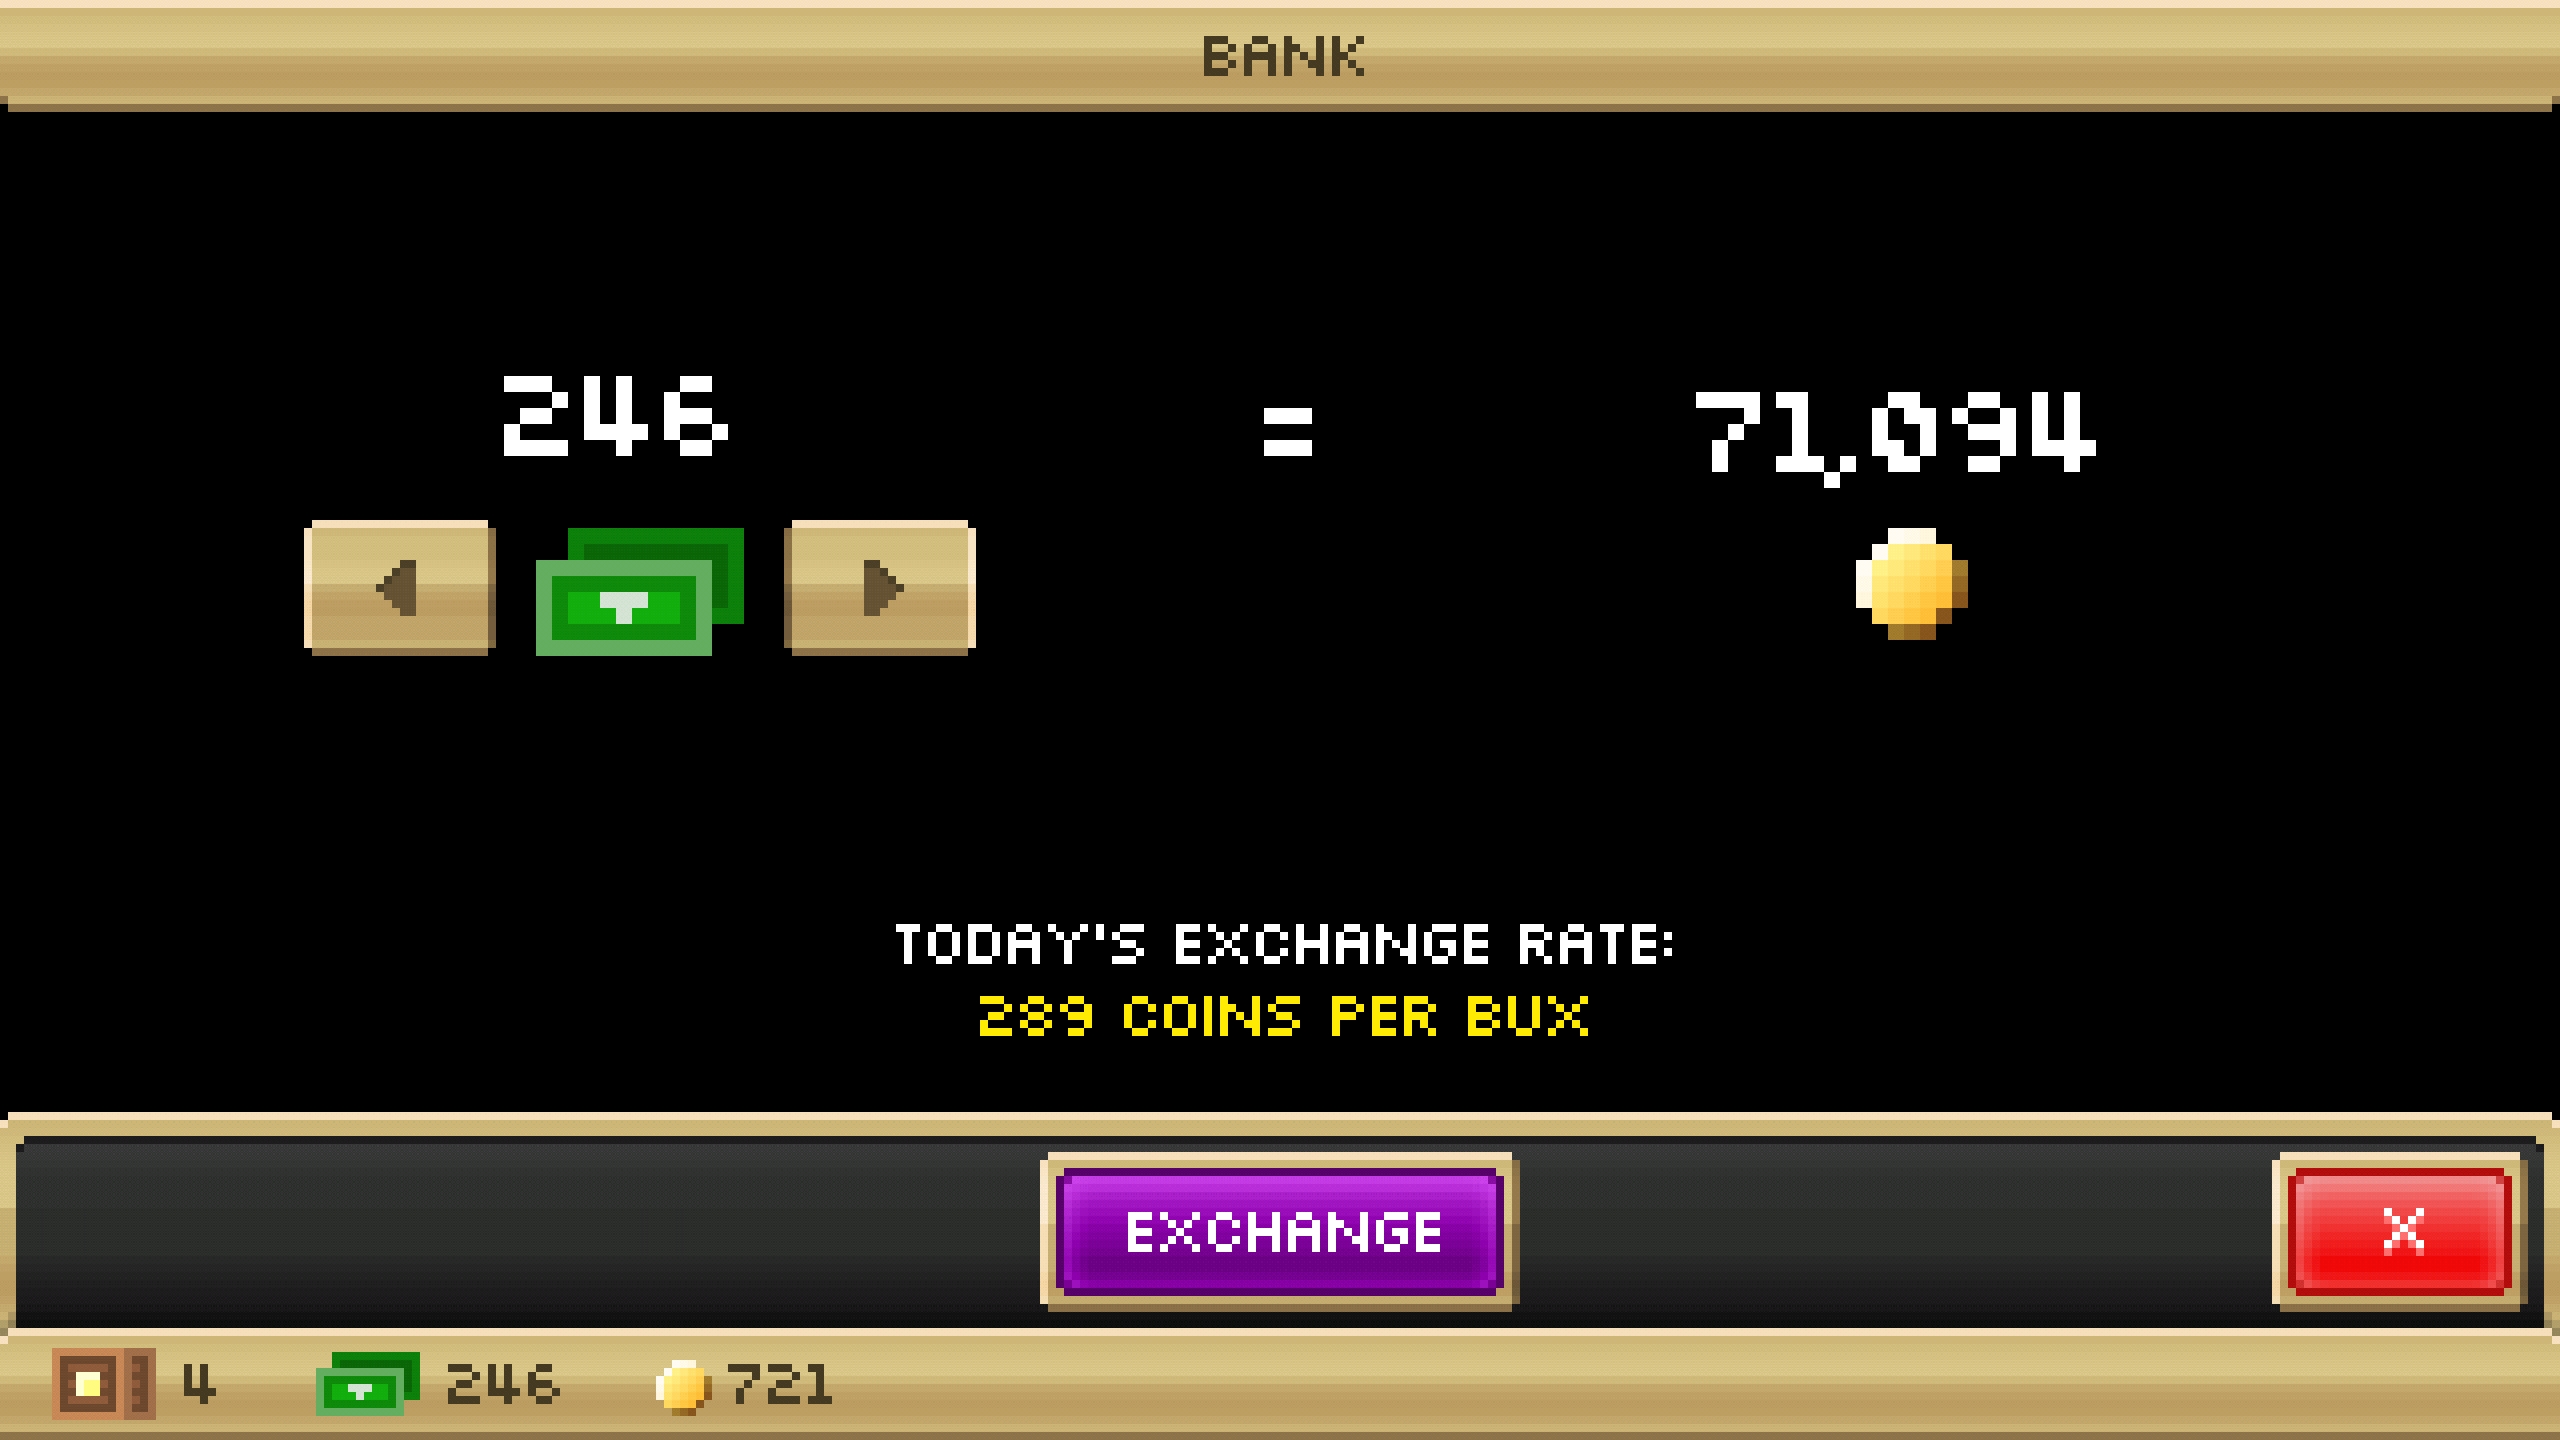 BANK
246 = 71,094
TODAY'S EXCHANGE RATE:
289 COINS PER BUX
EXCHANGE X
4 246 721